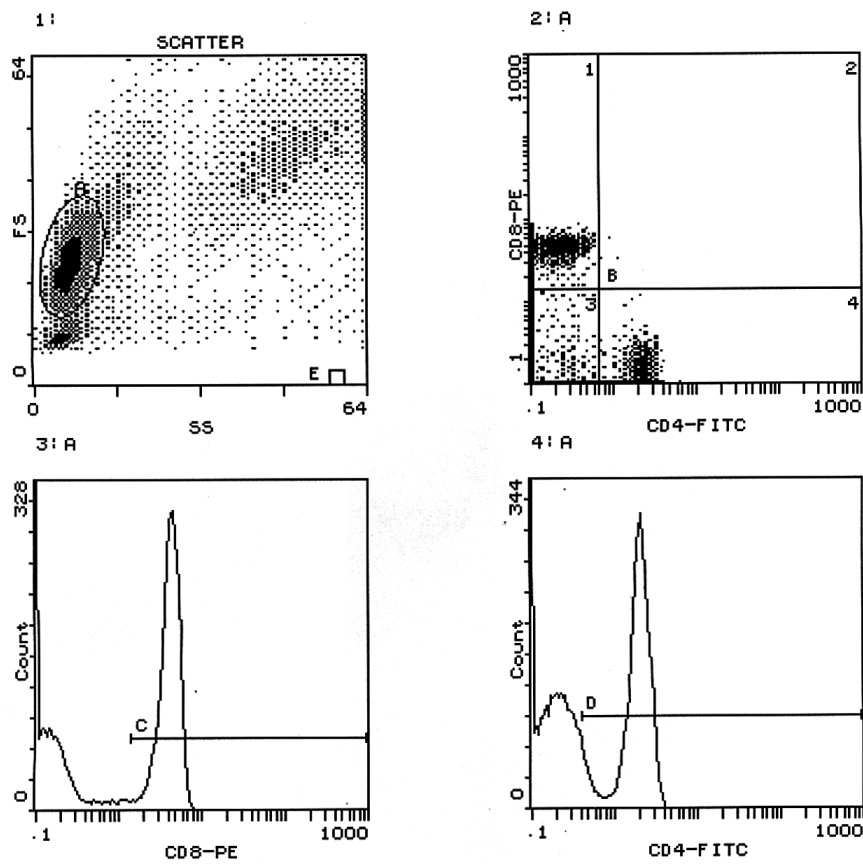 1: 
SCATTER
64
FS
0
A
E
0
64
SS
2: A
1000
CD8-PE
1
1
2
B
3
4
.1
1000
CD4-FITC
3: A
328
Count
0
C
.1
1000
CD8-PE
4: A
344
Count
0
D
.1
1000
CD4-FITC